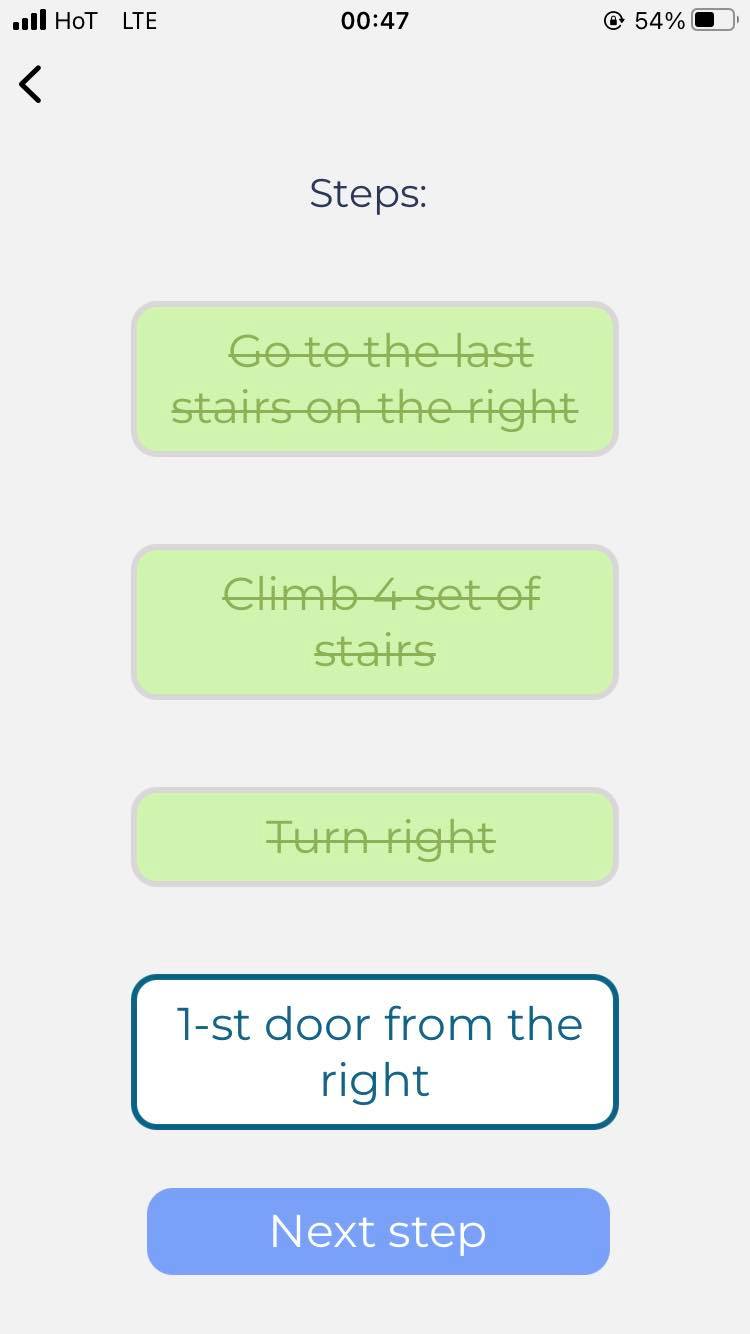 HoT LTE 00:47 54%
Steps:
Go to the last
stairs on the right
Climb 4 set of
stairs
Turn right
1-st door from the
right
Next step